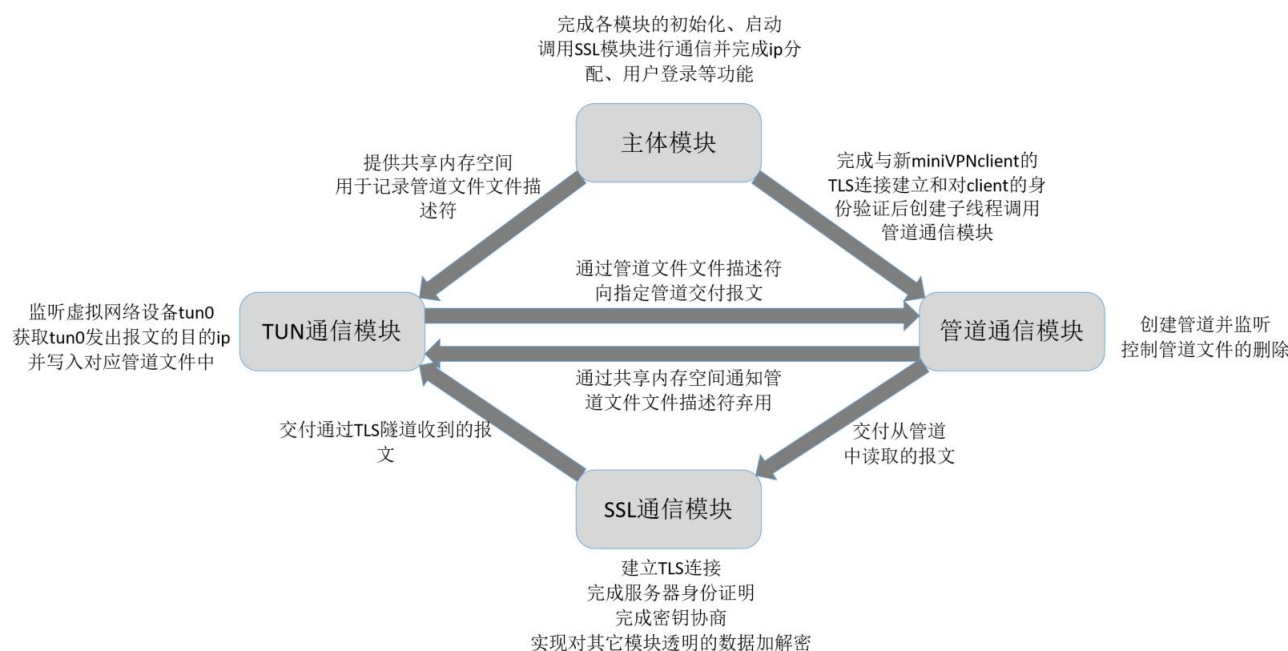 完成各模块的初始化、启动
调用SSL模块进行通信并完成ip分
配、用户登录等功能
主体模块
提供共享内存空间
用于记录管道文件文件描
述符
完成与新miniVPNclient的
TLS连接建立和对client的身
份验证后创建子线程调用
管道通信模块
通过管道文件文件描述符
向指定管道交付报文
监听虚拟网络设备tun0
获取tun0发出报文的目的ip
并写入对应管道文件中
TUN通信模块
管道通信模块
创建管道并监听
控制管道文件的删除
通过共享内存空间通知管
道文件文件描述符弃用
交付通过TLS隧道收到的报
文
交付从管道
中读取的报文
SSL通信模块
建立TLS连接
完成服务器身份证明
完成密钥协商
实现对其它模块透明的数据加解密